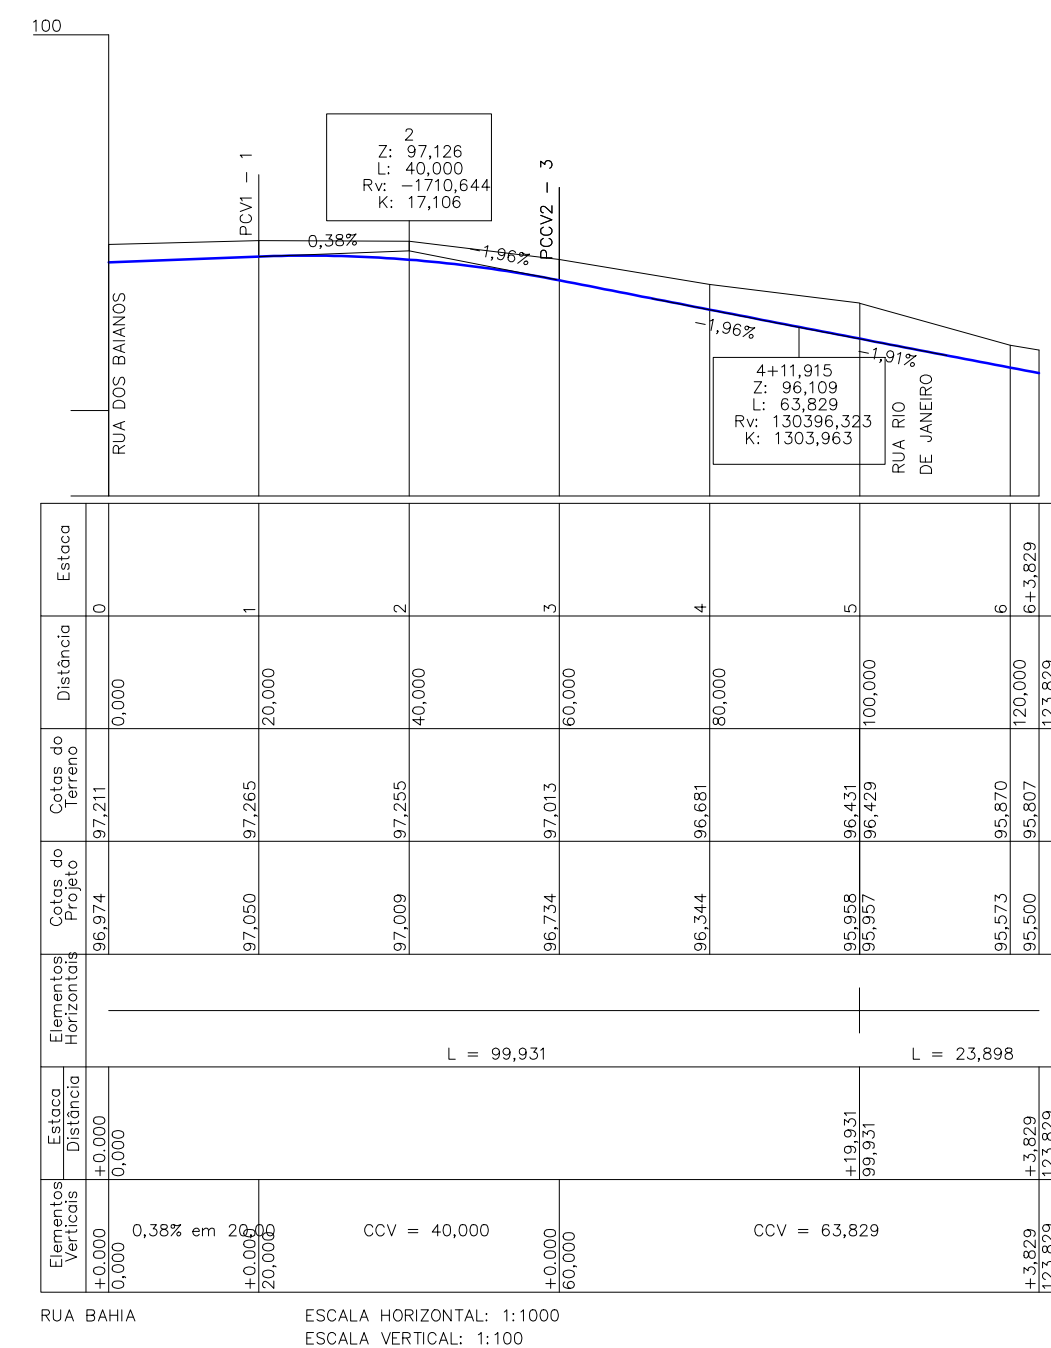 100
2
Z: 97,126
L: 40,000
Rv: -1710,644
K: 17,106
PCV1 - 1
PCCV2 - 3
0,38%
-1,96%
-1,96%
-1,91%
RUA DOS BAIANOS
4+11,915
Z: 96,109
L: 63,829
Rv: 130396,323
K: 1303,963
RUA RIO
DE JANEIRO
Estaca
0
1
2
3
4
5
6
6+3,829
Distância
0,000
20,000
40,000
60,000
80,000
100,000
120,000
123,829
Cotas do
Terreno
97,211
97,265
97,255
97,013
96,681
96,431
96,429
95,870
95,807
Cotas do
Projeto
96,974
97,050
97,009
96,734
96,344
95,958
95,957
95,573
95,500
Elementos
Horizontais
L = 99,931
L = 23,898
Estaca
Distância
+0.000
0,000
+19,931
99,931
+3,829
123,829
Elementos
Verticais
+0.000
0,000
0,38% em 20,00
+0.000
20,000
CCV = 40,000
+0.000
60,000
CCV = 63,829
+3,829
123,829
RUA BAHIA
ESCALA HORIZONTAL: 1:1000
ESCALA VERTICAL: 1:100